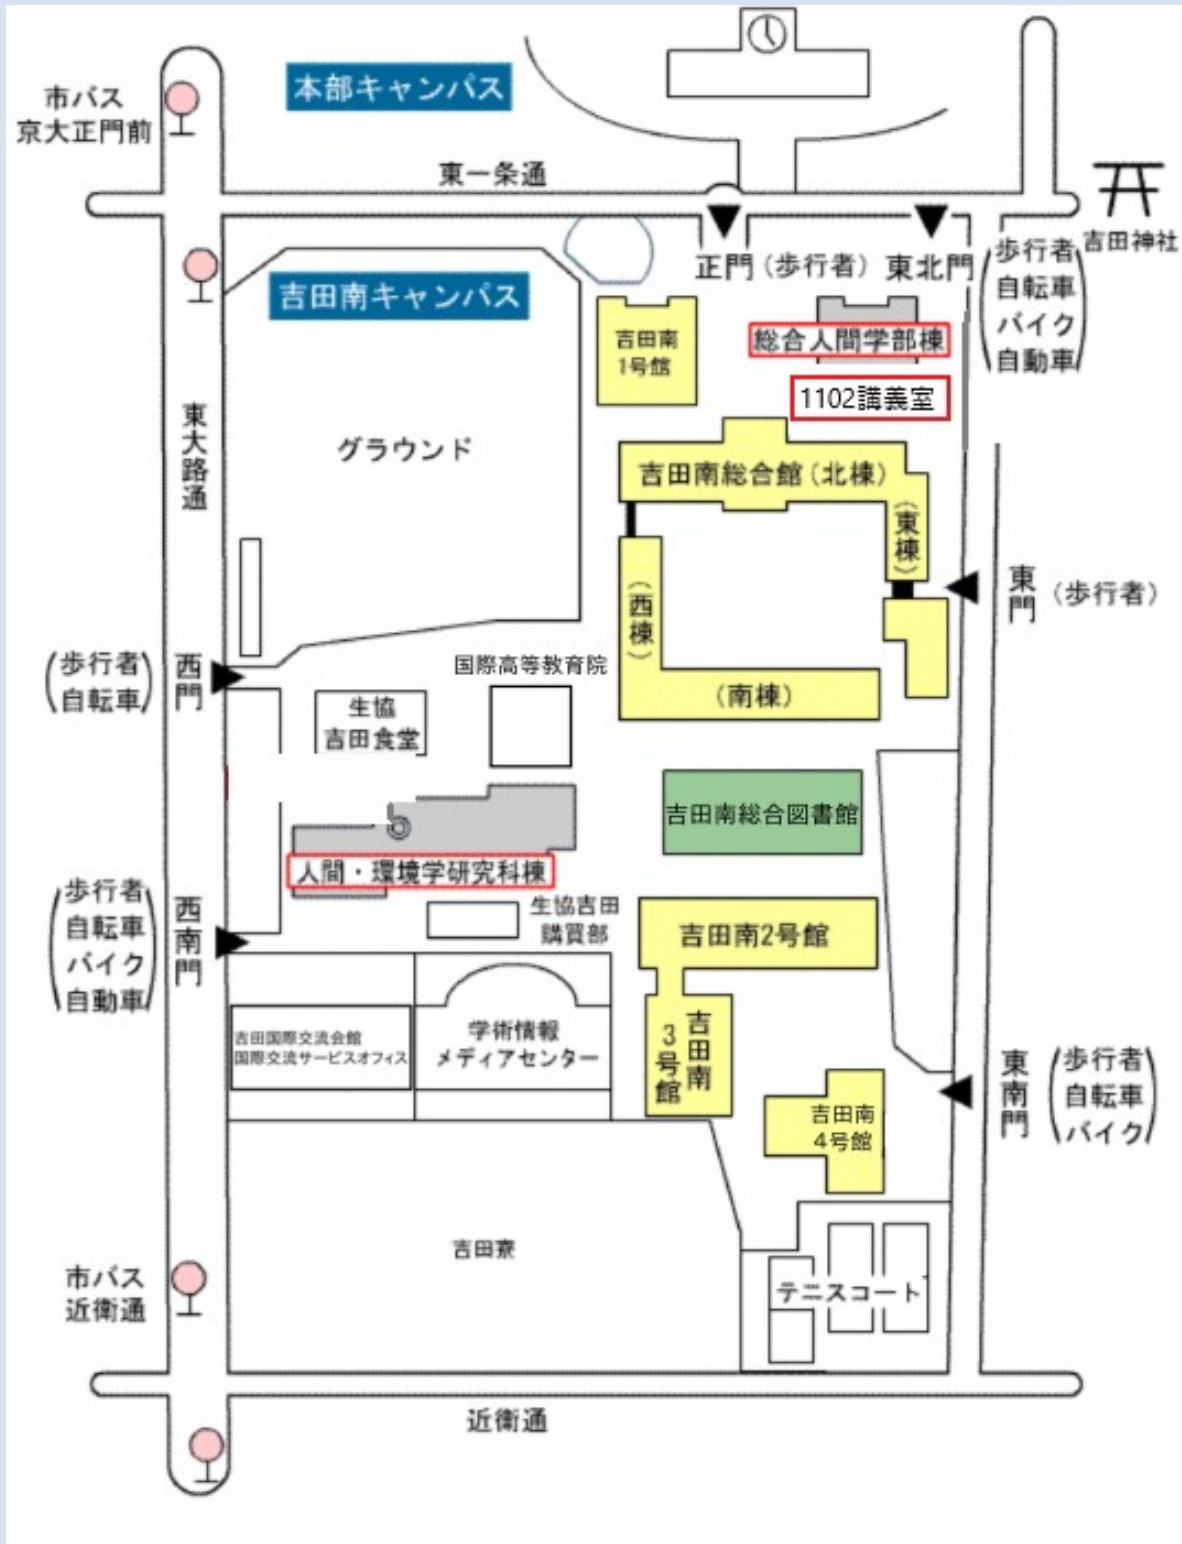 本部キャンパス
市バス
京大正門前
東一条通
吉田神社
正門
(歩行者)
東北門
(歩行者
自転車
バイク
自動車)
吉田南キャンパス
吉田南
1号館
総合人間学部棟
1102講義室
東大路通
グラウンド
吉田南総合館(北棟)
(東棟)
(西棟)
(南棟)
東門
(歩行者)
(歩行者
自転車)
西門
国際高等教育院
生協
吉田食堂
吉田南総合図書館
人間・環境学研究科棟
(歩行者
自転車
バイク
自動車)
西南門
生協吉田
購買部
吉田南2号館
吉田国際交流会館
国際交流サービスオフィス
学術情報
メディアセンター
吉田南
3号館
吉田南
4号館
東南門
(歩行者
自転車
バイク)
吉田寮
市バス
近衛通
テニスコート
近衛通